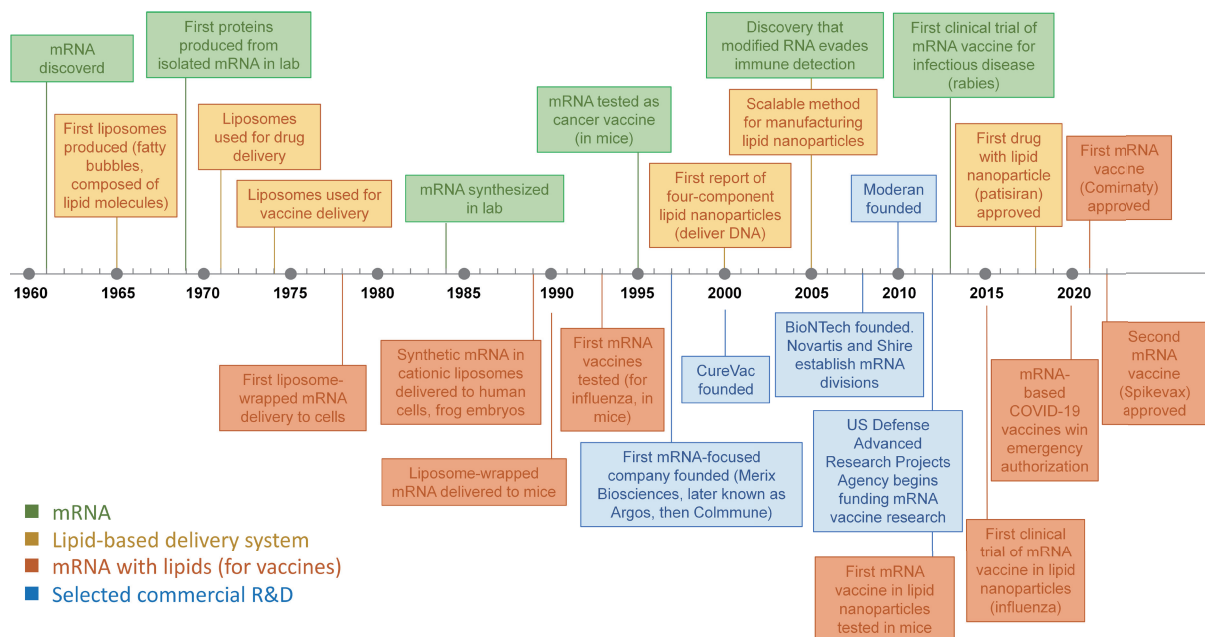 mRNA
discoverd
First proteins
produced from
isolated mRNA in lab
Discovery that
modified RNA evades
immune detection
First clinical trial of
mRNA vaccine for
infectious disease
(rabies)
First liposomes
produced (fatty
bubbles,
composed of
lipid molecules)
Liposomes
used for drug
delivery
Liposomes used for
vaccine delivery
mRNA synthesized
in lab
mRNA tested as
cancer vaccine
(in mice)
First report of
four-component
lipid nanoparticles
(deliver DNA)
Scalable method
for manufacturing
lipid nanoparticles
Moderan
founded
First drug
with lipid
nanoparticle
(patisiran)
approved
First mRNA
vaccine
(Cominaty)
approved
1960 1965 1970 1975 1980 1985 1990 1995 2000 2005 2010 2015 2020
First liposome-
wrapped mRNA
delivery to cells
Synthetic mRNA in
cationic liposomes
delivered to human
cells, frog embryos
Liposome-wrapped
mRNA delivered to mice
First mRNA
vaccines
tested (for
influenza, in
mice)
First mRNA-focused
company founded (Merix
Biosciences, later known as
Argos, then Colmmune)
CureVac
founded
BioNTech founded.
Novartis and Shire
establish mRNA
divisions
US Defense
Advanced
Research Projects
Agency begins
funding mRNA
vaccine research
First mRNA
vaccine in lipid
nanoparticles
tested in mice
First clinical
trial of mRNA
vaccine in lipid
nanoparticles
(influenza)
mRNA-
based
COVID-19
vaccines win
emergency
authorization
Second
mRNA
vaccine
(Spikevax)
approved
mRNA
Lipid-based delivery system
mRNA with lipids (for vaccines)
Selected commercial R&D